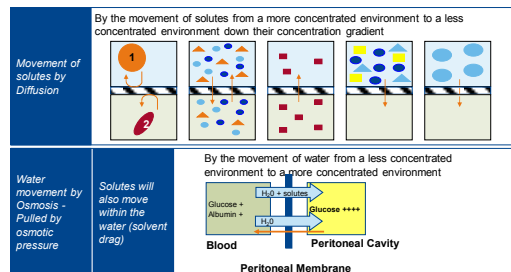 By the movement of solutes from a more concentrated environment to a less
concentrated environment down their concentration gradient
Movement of
solutes by
Diffusion
1
2
By the movement of water from a less concentrated
environment to a more concentrated environment
Water
movement by
Osmosis -
Pulled by
osmotic
pressure
Solutes will
also move
within the
water (solvent
drag)
Glucose +
Albumin +
H20 + solutes
H20
Glucose ++++
Blood
Peritoneal Cavity
Peritoneal Membrane